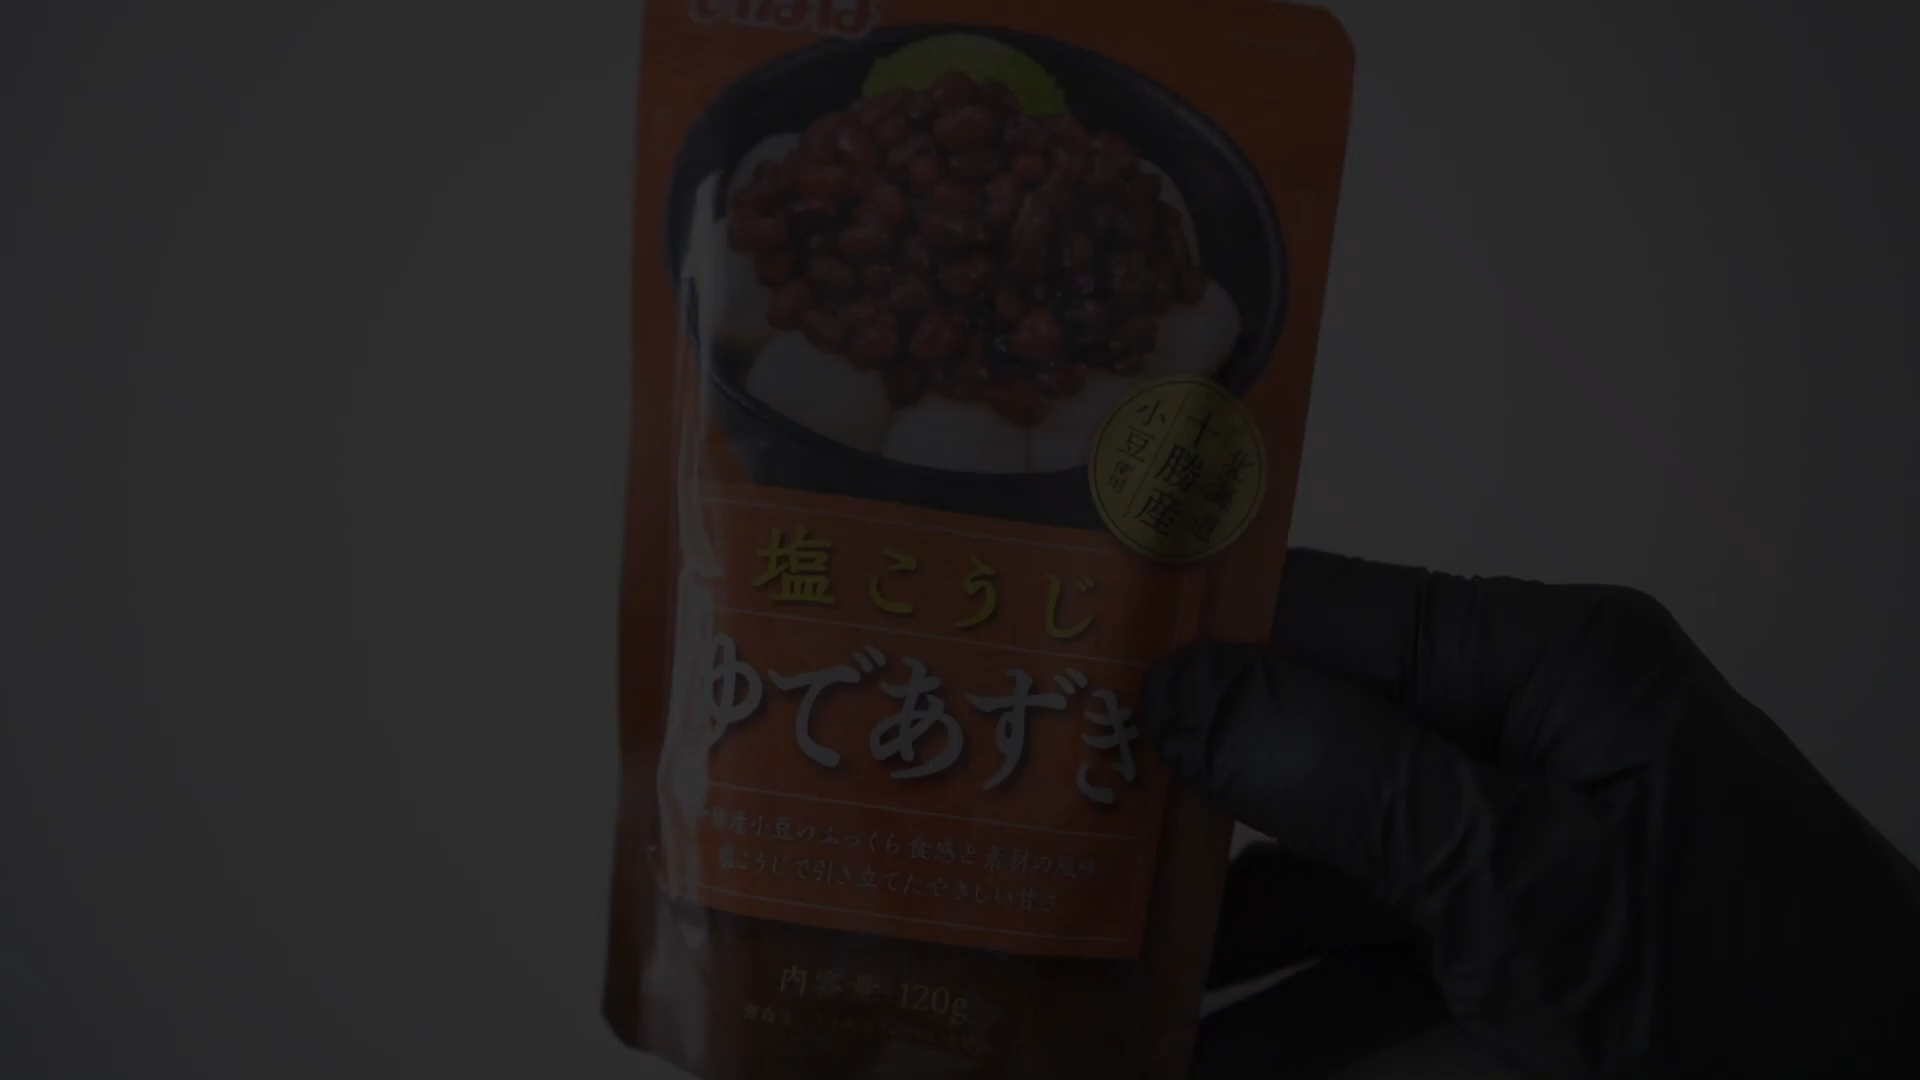 いなば
北海道
十勝産
小豆使用
塩こうじ
ゆであずき
十勝産小豆のふっくら食感と素材の風味
塩こうじで引き立てたやさしい甘さ
内容量 120g